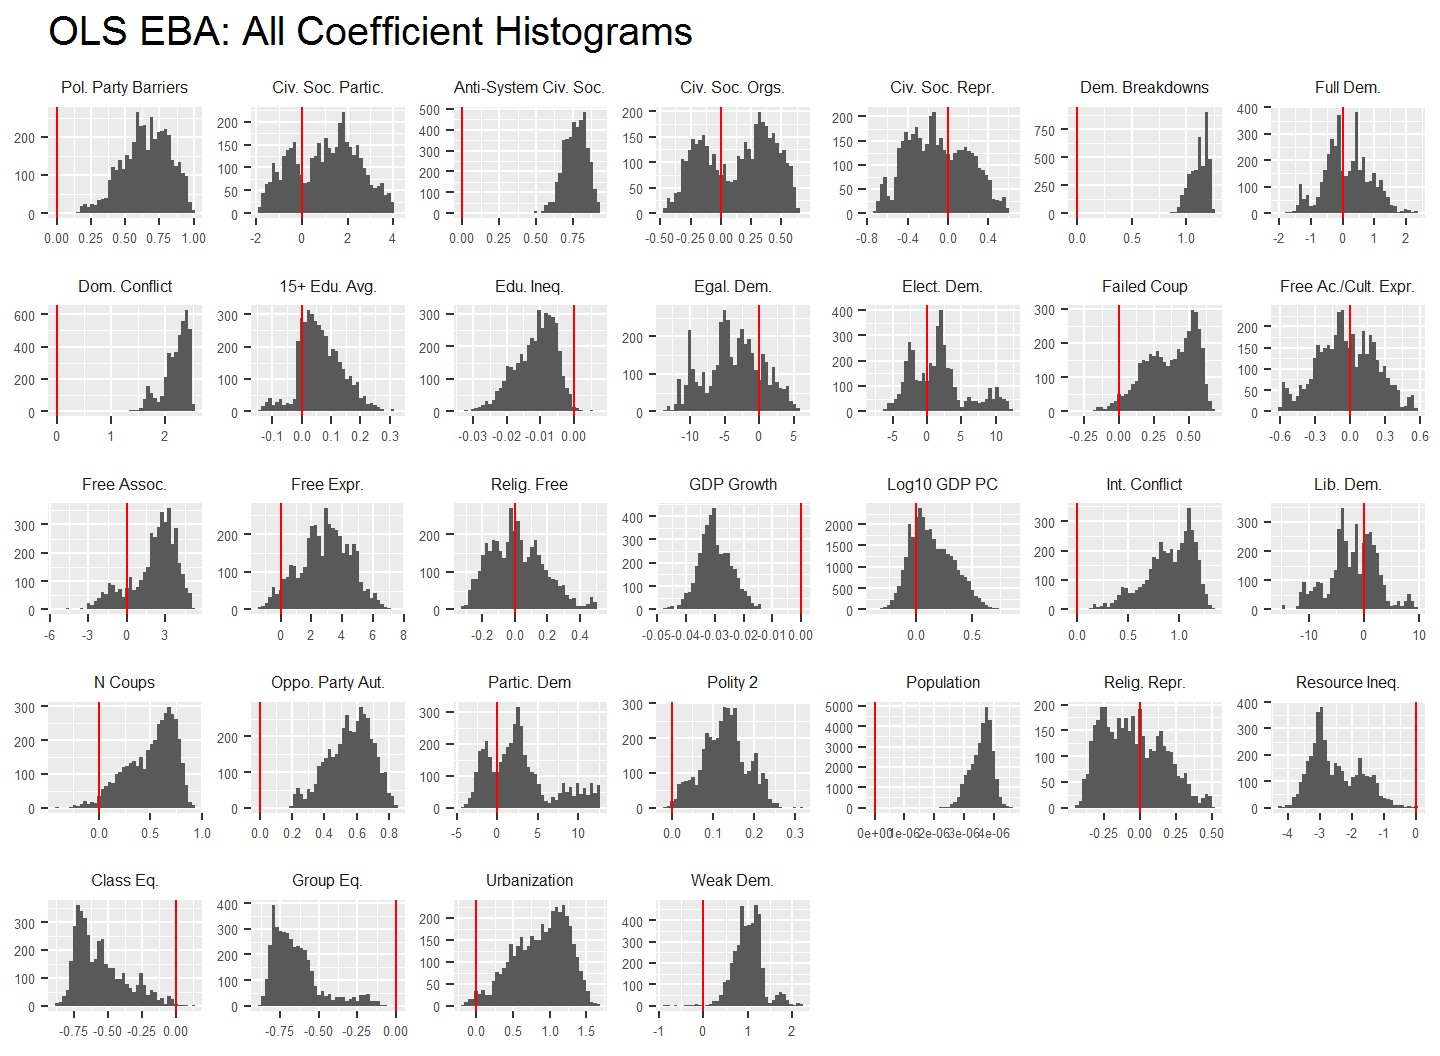 OLS EBA: All Coefficient Histograms
Pol. Party Barriers Civ. Soc. Partic. Anti-System Civ. Soc. Civ. Soc. Orgs. Civ. Soc. Repr. Dem. Breakdowns Full Dem.
200 100 0 200 150 100 50 0 500 400 300 200 100 0 200 150 100 50 0 200 150 100 50 0 750 500 250 0 400 300 200 100 0
0.00 0.25 0.50 0.75 1.00 -2 0 2 4 0.00 0.25 0.50 0.75 -0.50 -0.25 0.00 0.25 0.50 -0.8 -0.4 0.0 0.4 0.0 0.5 1.0 -2 -1 0 1 2
Dom. Conflict 15+ Edu. Avg. Edu. Ineq. Egal. Dem. Elect. Dem. Failed Coup Free Ac./Cult. Expr.
600 400 200 0 300 200 100 0 300 200 100 0 200 100 0 400 300 200 100 0 300 200 100 0 200 150 100 50 0
0 1 2 -0.1 0.0 0.1 0.2 0.3 -0.03 -0.02 -0.01 0.00 -10 -5 0 5 -5 0 5 10 -0.25 0.00 0.25 0.50 -0.6 -0.3 0.0 0.3 0.6
Free Assoc. Free Expr. Relig. Free GDP Growth Log10 GDP PC Int. Conflict Lib. Dem.
300 200 100 0 200 100 0 200 150 100 50 0 400 300 200 100 0 2000 1500 1000 500 0 300 200 100 0 300 200 100 0
-6 -3 0 3 0 2 4 6 8 -0.2 0.0 0.2 0.4 -0.05 -0.04 -0.03 -0.02 -0.01 0.00 0.0 0.5 0.0 0.5 1.0 -10 0 10
N Coups Oppo. Party Aut. Partic. Dem Polity 2 Population Relig. Repr. Resource Ineq.
300 200 100 0 200 100 0 300 200 100 0 300 200 100 0 5000 4000 3000 2000 1000 0 200 150 100 50 0 400 300 200 100 0
0.0 0.5 1.0 0.0 0.2 0.4 0.6 0.8 -5 0 5 10 0.0 0.1 0.2 0.3 0e+00 1e-06 2e-06 3e-06 4e-06 -0.25 0.00 0.25 0.50 -4 -3 -2 -1 0
Class Eq. Group Eq. Urbanization Weak Dem.
300 200 100 0 400 300 200 100 0 200 150 100 50 0 400 300 200 100 0
-0.75 -0.50 -0.25 0.00 -0.75 -0.50 -0.25 0.00 0.0 0.5 1.0 1.5 -1 0 1 2